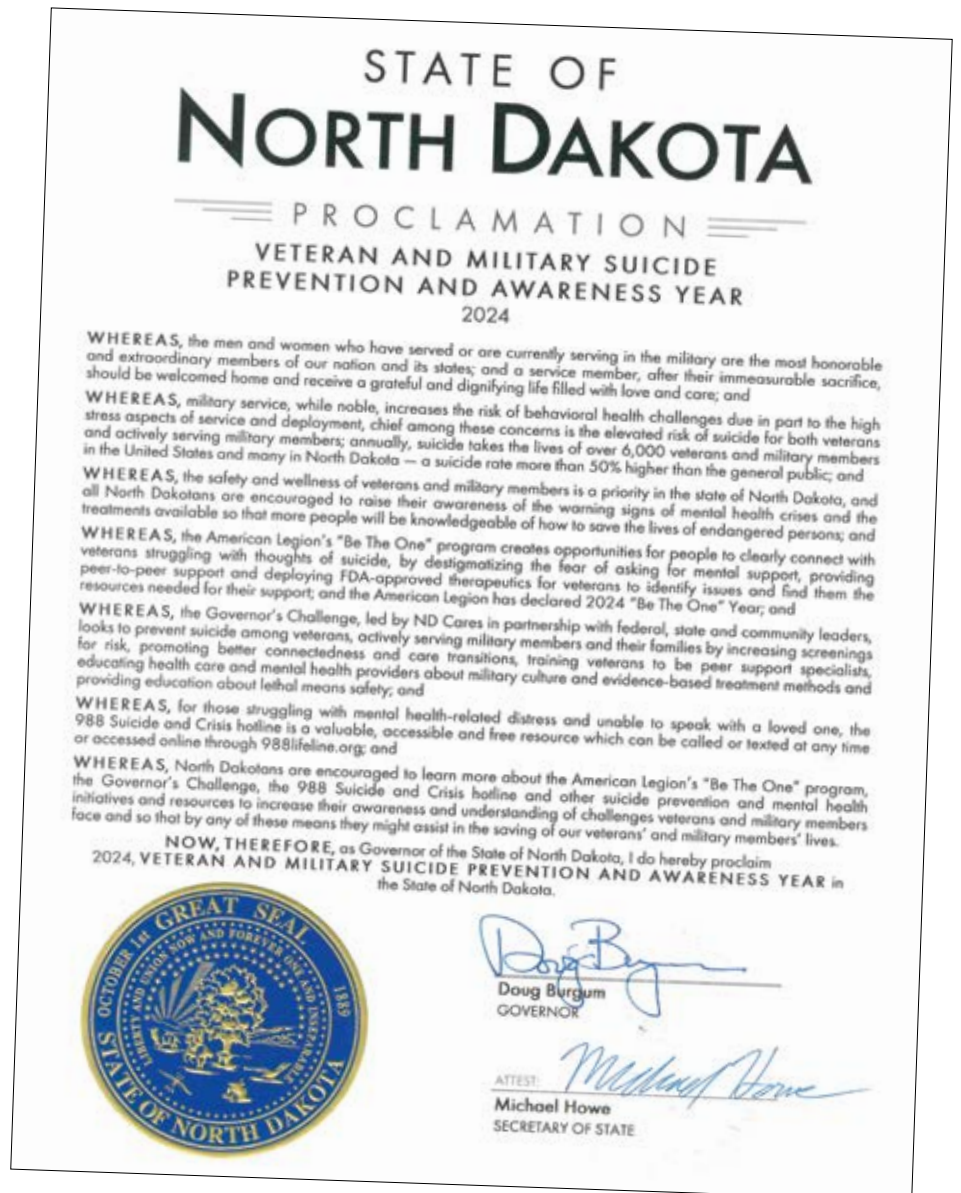 STATE OF
NORTH DAKOTA
PROCLAMATION
VETERAN AND MILITARY SUICIDE
PREVENTION AND AWARENESS YEAR
2024
WHEREAS, the men and women who have served or are currently serving in the military are the most honorable
and extraordinary members of our nation and its states; and a service member, after their immeasurable sacrifice,
should be welcomed home and receive a grateful and dignifying life filled with love and care; and
WHEREAS, military service, while noble, increases the risk of behavioral health challenges due in part to the high
stress aspects of service and deployment, chief among these concerns is the elevated risk of suicide for both veterans
and actively serving military members; annually, suicide takes the lives of over 6,000 veterans and military members
in the United States and many in North Dakota — a suicide rate more than 50% higher than the general public; and
WHEREAS, the safety and wellness of veterans and military members is a priority in the state of North Dakota, and
all North Dakotans are encouraged to raise their awareness of the warning signs of mental health crises and the
treatments available so that more people will be knowledgeable of how to save the lives of endangered persons; and
WHEREAS, the American Legion's "Be The One" program creates opportunities for people to clearly connect with
veterans struggling with thoughts of suicide, by destigmatizing the fear of asking for mental support, providing
peer-to-peer support and deploying FDA-approved therapeutics for veterans to identify issues and find them the
resources needed for their support; and the American Legion has declared 2024 "Be The One" Year; and
WHEREAS, the Governor's Challenge, led by ND Cares in partnership with federal, state and community leaders,
looks to prevent suicide among veterans, actively serving military members and their families by increasing screenings
for risk, promoting better connectedness and care transitions, training veterans to be peer support specialists,
educating health care and mental health providers about military culture and evidence-based treatment methods and
providing education about lethal means safety; and
WHEREAS, for those struggling with mental health-related distress and unable to speak with a loved one, the
988 Suicide and Crisis hotline is a valuable, accessible and free resource which can be called or texted at any time
or accessed online through 988lifeline.org; and
WHEREAS, North Dakotans are encouraged to learn more about the American Legion's "Be The One" program,
the Governor's Challenge, the 988 Suicide and Crisis hotline and other suicide prevention and mental health
initiatives and resources to increase their awareness and understanding of challenges veterans and military members
face and so that by any of these means they might assist in the saving of our veterans' and military members' lives.
NOW, THEREFORE, as Governor of the State of North Dakota, I do hereby proclaim
2024, VETERAN AND MILITARY SUICIDE PREVENTION AND AWARENESS YEAR in
the State of North Dakota.
GREAT SEAL
OCTOBER 1st
1889
LIBERTY AND UNION NOW AND FOREVER ONE AND INSEPARABLE
STATE OF NORTH DAKOTA
Doug Burgum
Doug Burgum
GOVERNOR
Michael Howe
ATTEST:
Michael Howe
SECRETARY OF STATE